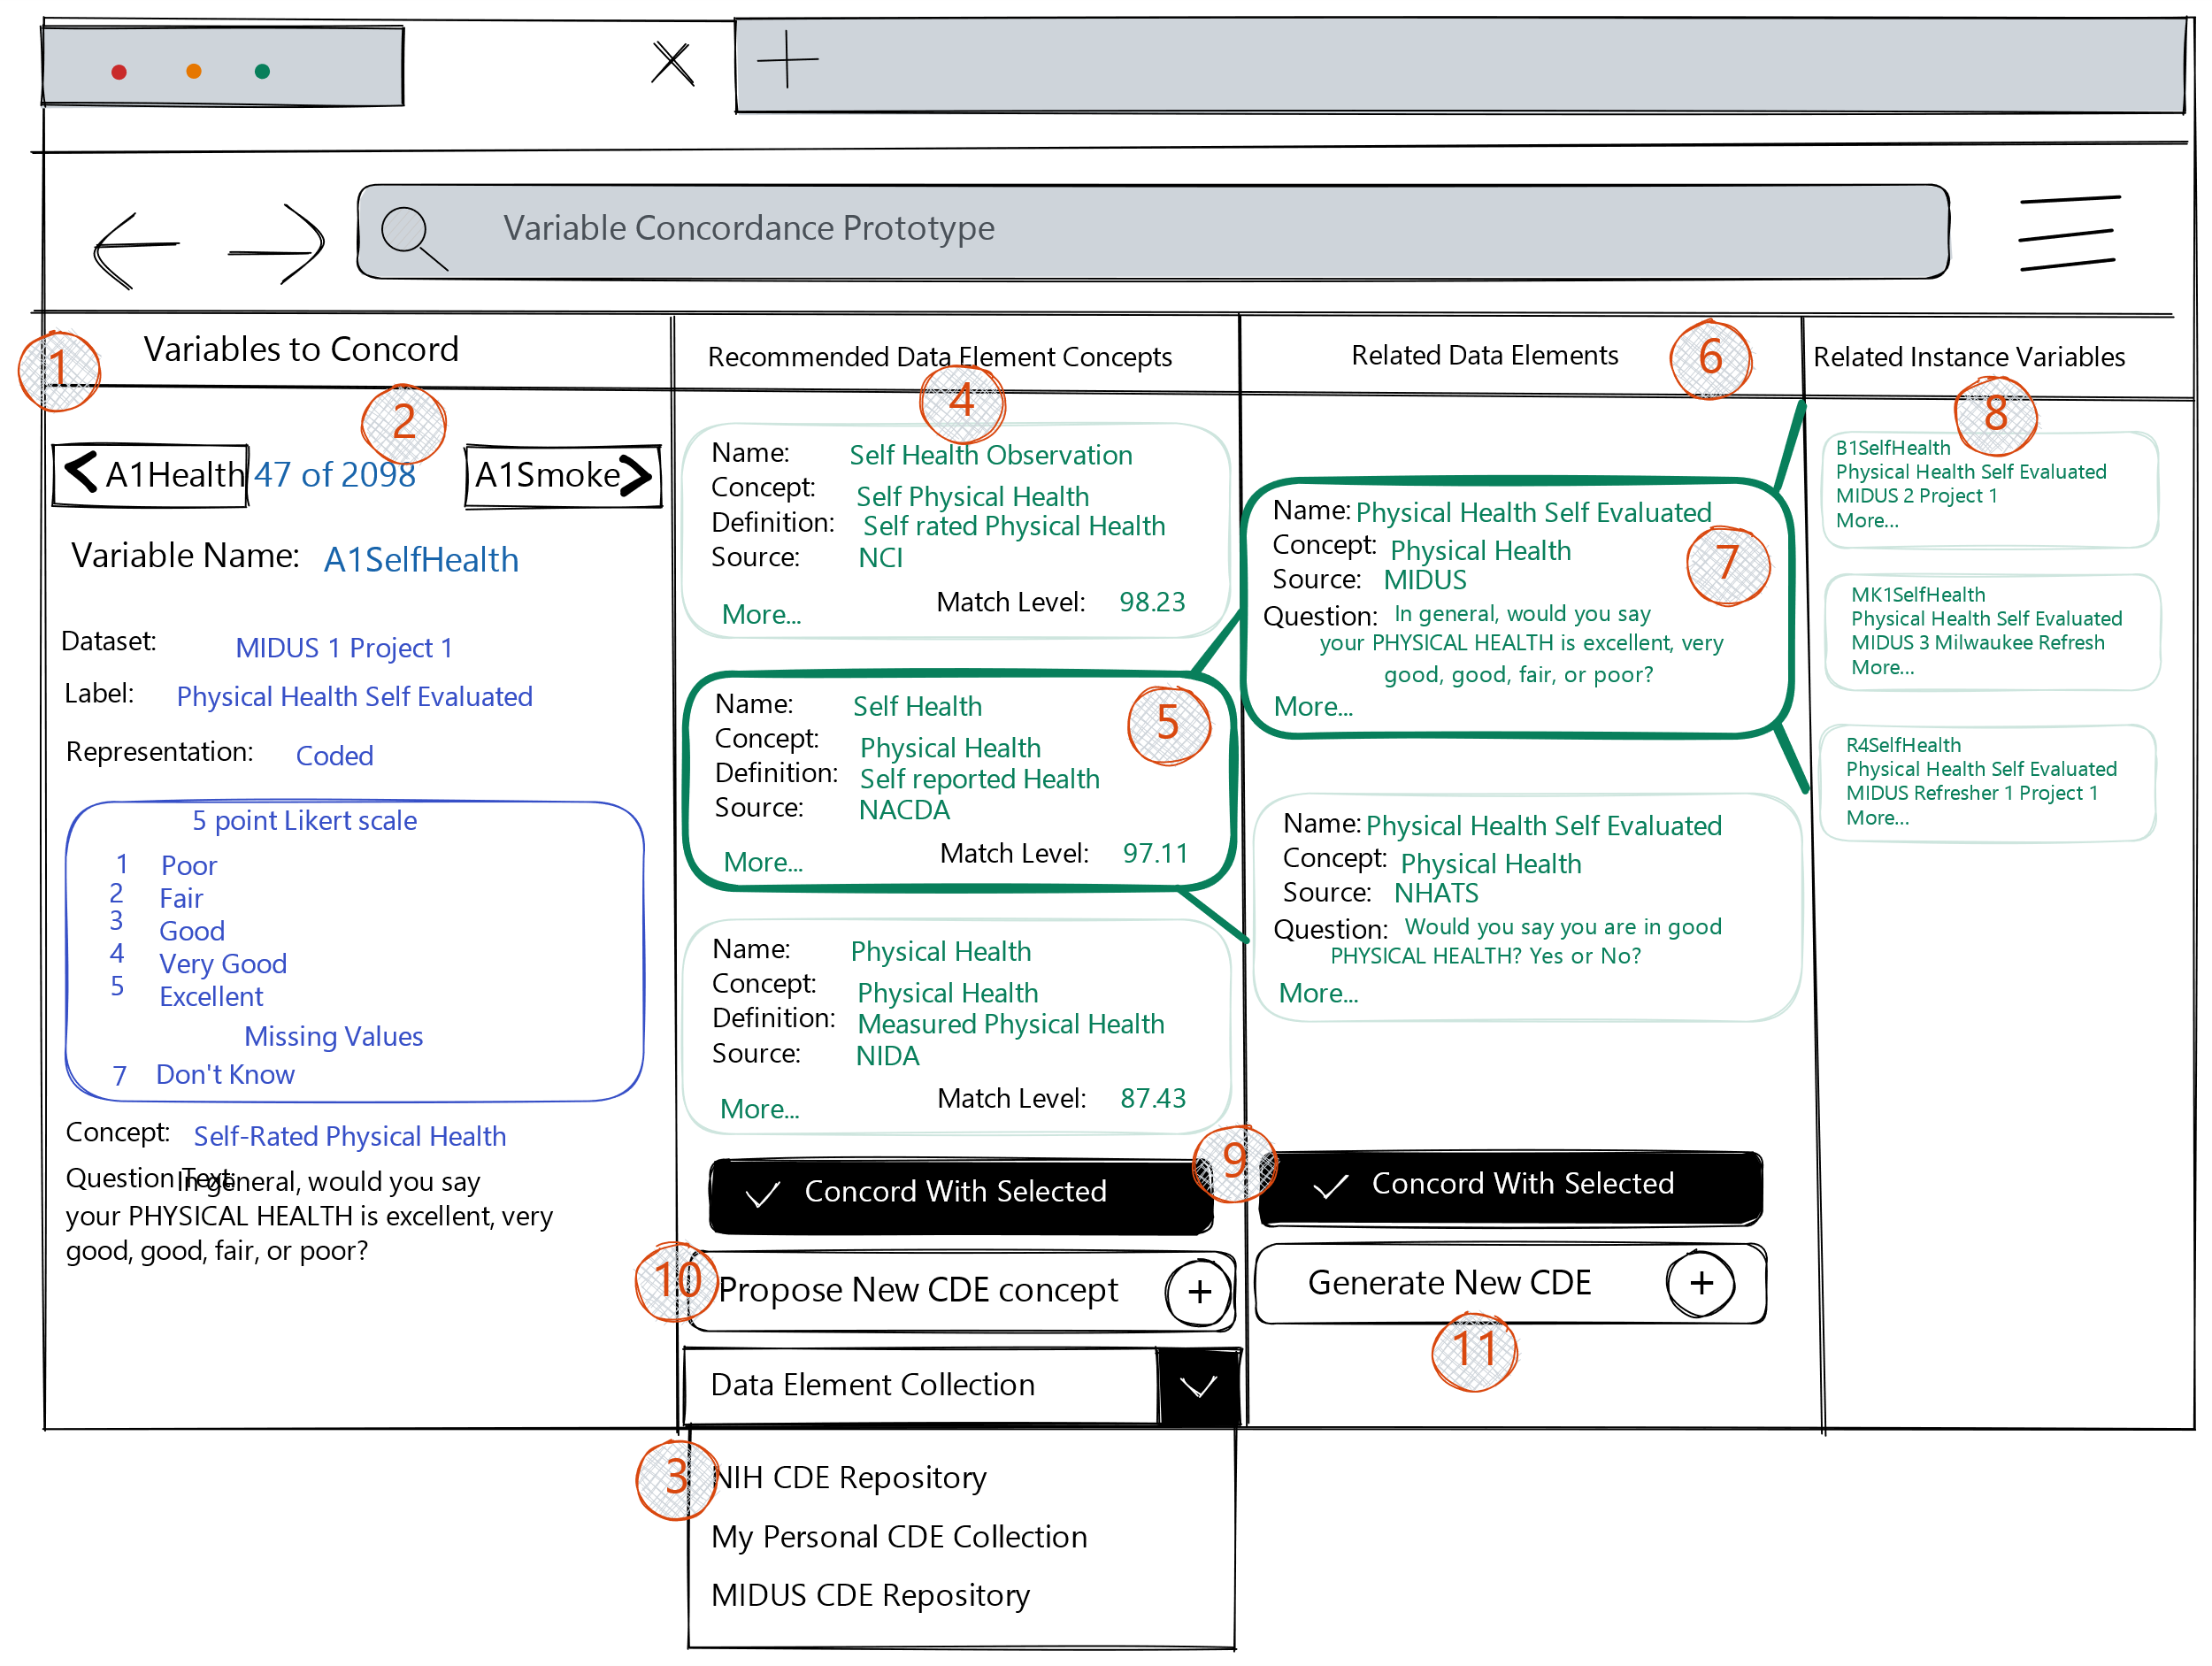 Variable Concordance Prototype
1
Variables to Concord
2
A1Health
47 of 2098
A1Smoke
Variable Name: A1SelfHealth
Dataset: MIDUS 1 Project 1
Label: Physical Health Self Evaluated
Representation: Coded
5 point Likert scale
1 Poor
2 Fair
3 Good
4 Very Good
5 Excellent
Missing Values
7 Don't Know
Concept: Self-Rated Physical Health
Question Text:
In general, would you say
your PHYSICAL HEALTH is excellent, very
good, good, fair, or poor?
Recommended Data Element Concepts
4
Name: Self Health Observation
Concept: Self Physical Health
Definition: Self rated Physical Health
Source: NCI
Match Level: 98.23
More...
5
Name: Self Health
Concept: Physical Health
Definition: Self reported Health
Source: NACDA
Match Level: 97.11
More...
Name: Physical Health
Concept: Physical Health
Definition: Measured Physical Health
Source: NIDA
Match Level: 87.43
More...
9
Concord With Selected
10
Propose New CDE concept +
Data Element Collection
3
NIH CDE Repository
My Personal CDE Collection
MIDUS CDE Repository
Related Data Elements
6
Name: Physical Health Self Evaluated
7
Concept: Physical Health
Source: MIDUS
Question: In general, would you say
your PHYSICAL HEALTH is excellent, very
good, good, fair, or poor?
More...
Name: Physical Health Self Evaluated
Concept: Physical Health
Source: NHATS
Question: Would you say you are in good
PHYSICAL HEALTH? Yes or No?
More...
Concord With Selected
Generate New CDE +
11
Related Instance Variables
8
B1SelfHealth
Physical Health Self Evaluated
MIDUS 2 Project 1
More...
MK1SelfHealth
Physical Health Self Evaluated
MIDUS 3 Milwaukee Refresh
More...
R4SelfHealth
Physical Health Self Evaluated
MIDUS Refresher 1 Project 1
More...